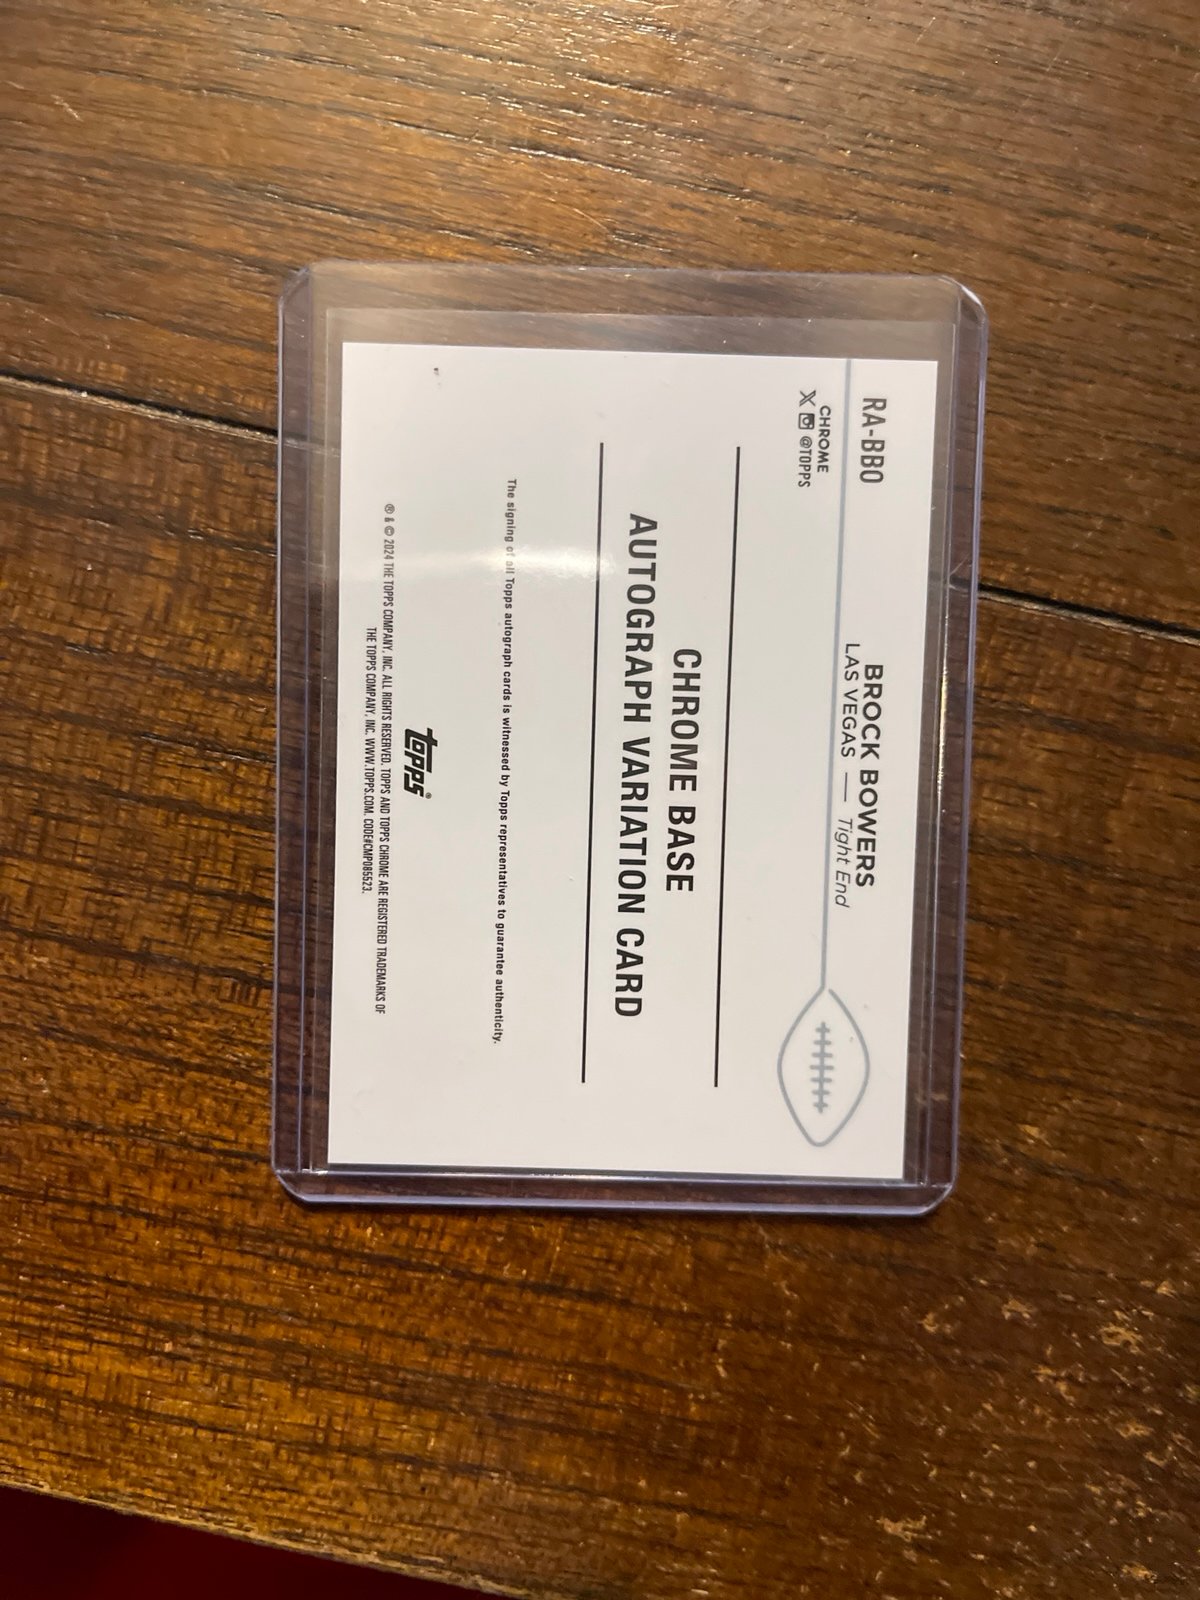 RA-BBO
BROCK BOWERS
LAS VEGAS — Tight End
CHROME
@TOPPS
CHROME BASE
AUTOGRAPH VARIATION CARD
The signing of all Topps autograph cards is witnessed by Topps representatives to guarantee authenticity.
topps®
® & © 2024 THE TOPPS COMPANY, INC. ALL RIGHTS RESERVED. TOPPS AND TOPPS CHROME ARE REGISTERED TRADEMARKS OF
THE TOPPS COMPANY, INC. WWW.TOPPS.COM. CODE#CMP085523.